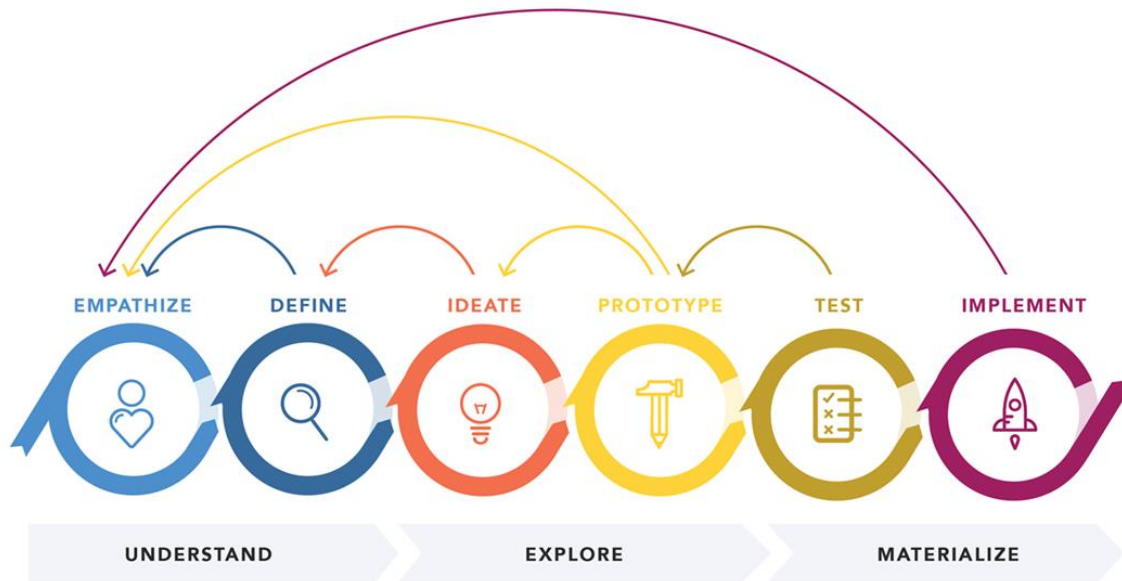 EMPATHIZE
DEFINE
IDEATE
PROTOTYPE
TEST
IMPLEMENT
UNDERSTAND
EXPLORE
MATERIALIZE